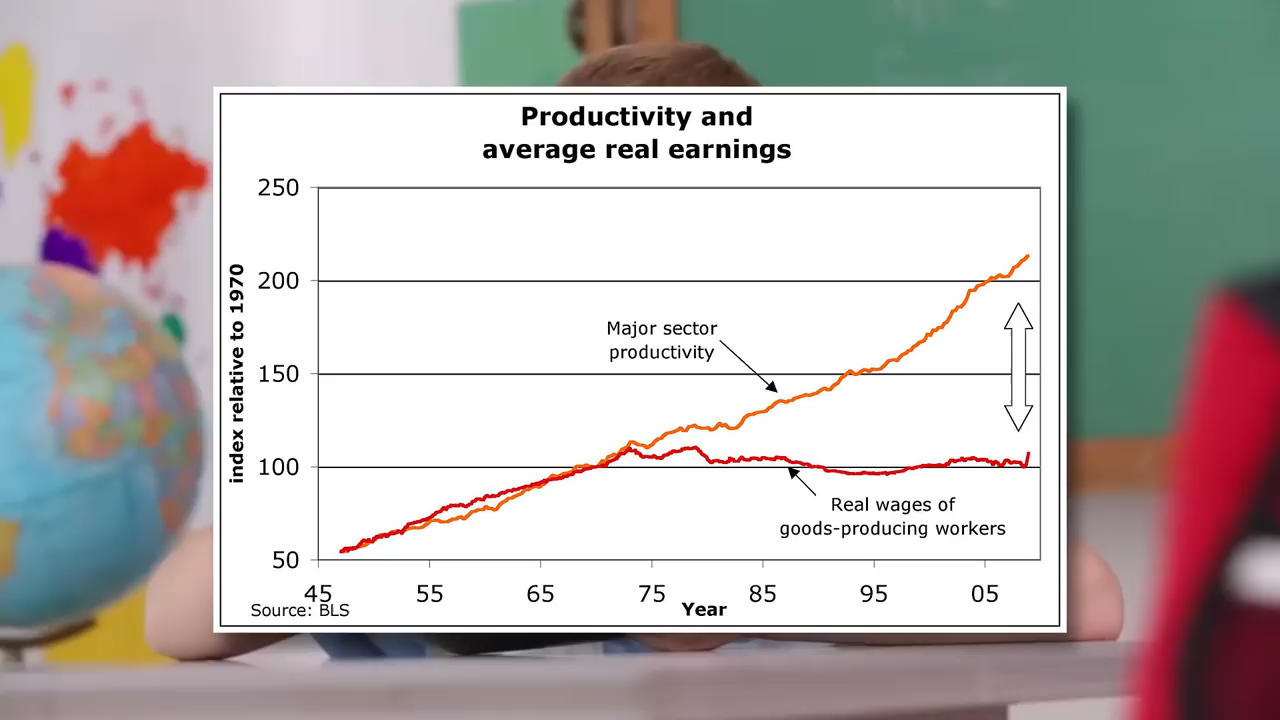 Productivity and
average real earnings
250
200
150
100
50
index relative to 1970
Major sector
productivity
Real wages of
goods-producing workers
45 55 65 75 85 95 05
Year
Source: BLS